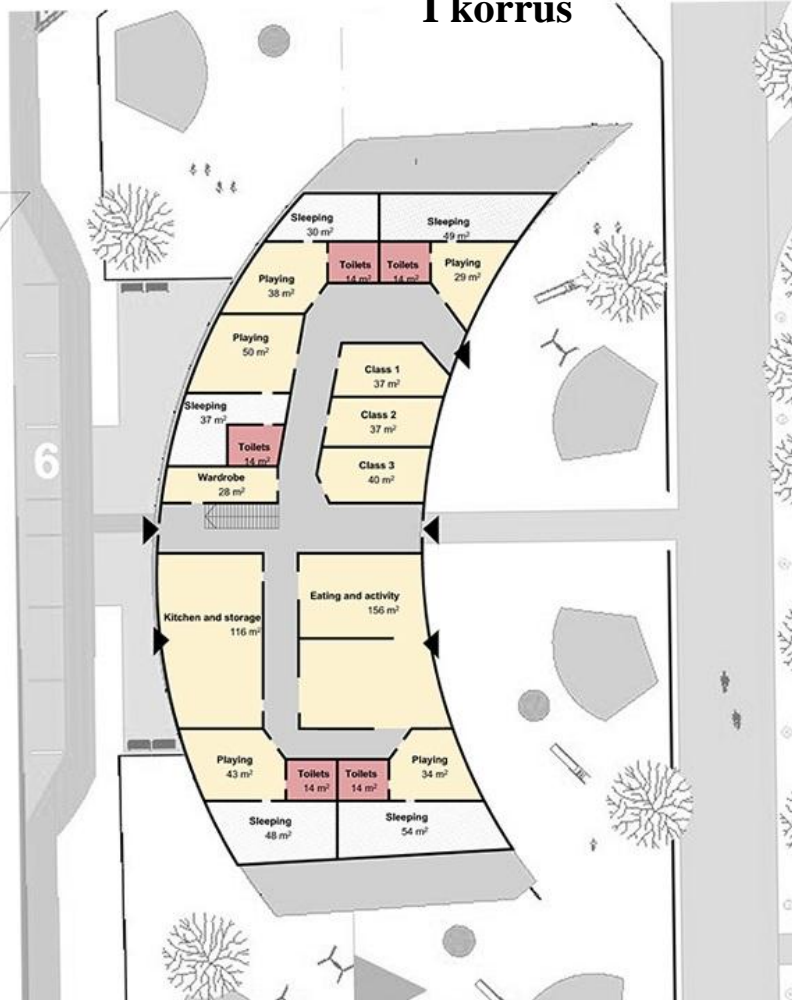 I korrus
Sleeping
30 m²
Sleeping
49 m²
Toilets
14 m²
Toilets
14 m²
Playing
38 m²
Playing
29 m²
Playing
50 m²
Class 1
37 m²
Sleeping
37 m²
Class 2
37 m²
Toilets
14 m²
Class 3
40 m²
6
Wardrobe
28 m²
Kitchen and storage
116 m²
Eating and activity
156 m²
Playing
43 m²
Toilets
14 m²
Toilets
14 m²
Playing
34 m²
Sleeping
48 m²
Sleeping
54 m²